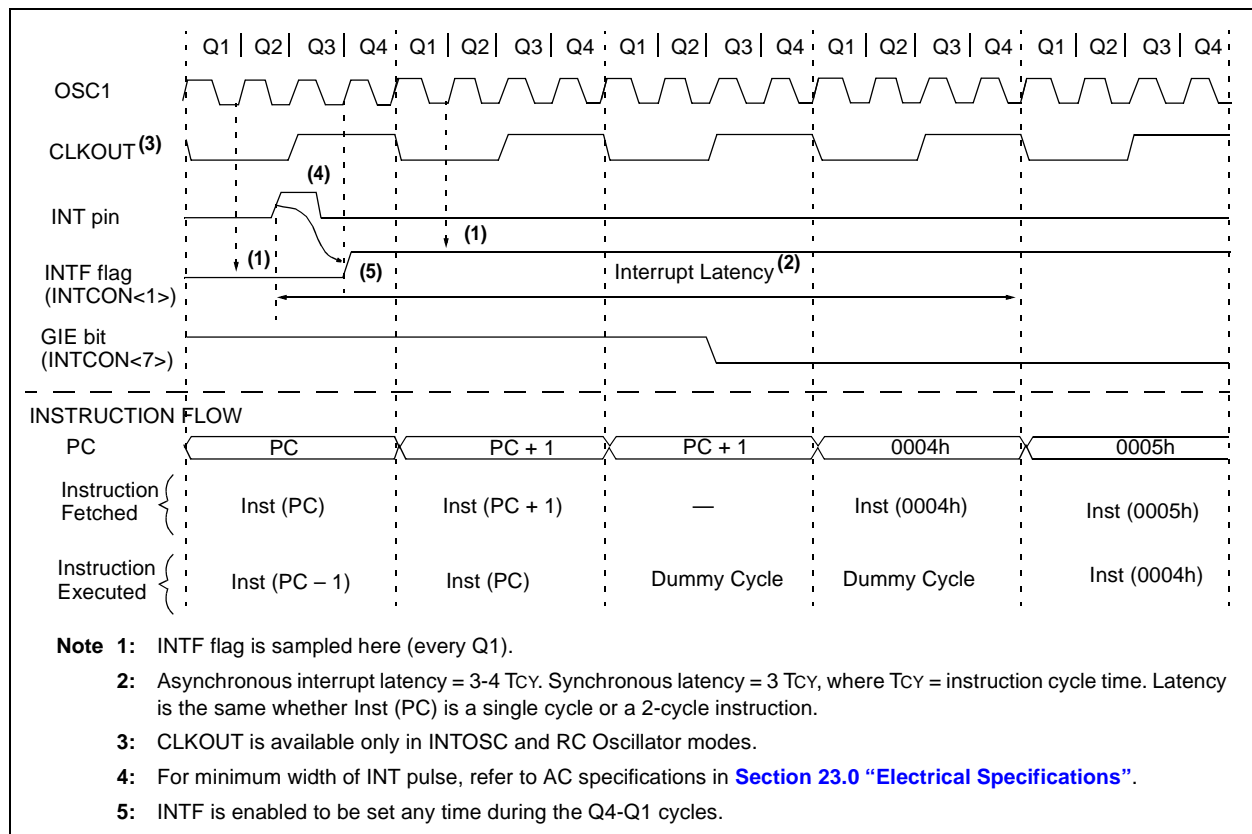 Q1 Q2 Q3 Q4 Q1 Q2 Q3 Q4 Q1 Q2 Q3 Q4 Q1 Q2 Q3 Q4 Q1 Q2 Q3 Q4
OSC1
CLKOUT (3)
(4)
INT pin
(1) (1)
INTF flag
(INTCON<1>)
(5)
Interrupt Latency (2)
GIE bit
(INTCON<7>)
INSTRUCTION FLOW
PC PC PC + 1 PC + 1 0004h 0005h
Instruction
Fetched
Inst (PC) Inst (PC + 1) — Inst (0004h) Inst (0005h)
Instruction
Executed
Inst (PC – 1) Inst (PC) Dummy Cycle Dummy Cycle Inst (0004h)
Note 1: INTF flag is sampled here (every Q1).
2: Asynchronous interrupt latency = 3-4 TCY. Synchronous latency = 3 TCY, where TCY = instruction cycle time. Latency
is the same whether Inst (PC) is a single cycle or a 2-cycle instruction.
3: CLKOUT is available only in INTOSC and RC Oscillator modes.
4: For minimum width of INT pulse, refer to AC specifications in Section 23.0 “Electrical Specifications”.
5: INTF is enabled to be set any time during the Q4-Q1 cycles.